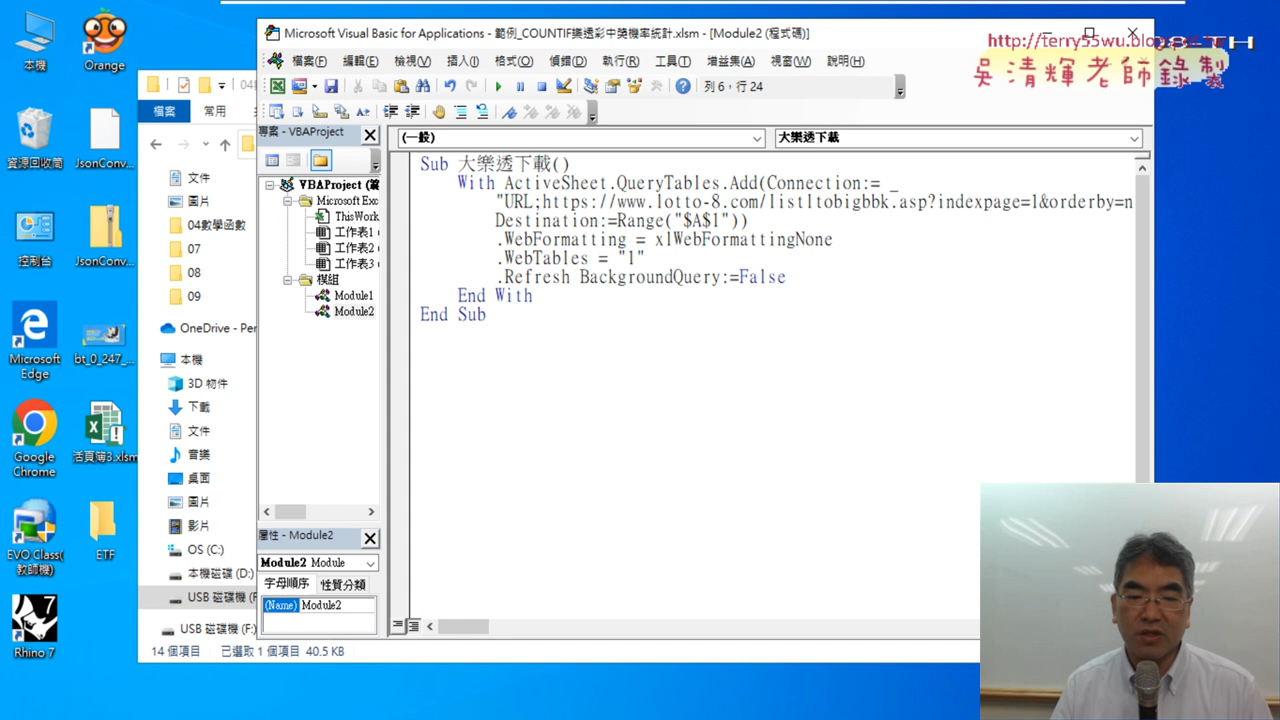 Microsoft Visual Basic for Applications - 範例_COUNTIF樂透彩中獎機率統計.xlsm - [Module2 (程式碼)]
http://terry55wu.blo
吳清輝老師錄製
檔案(F) 編輯(E) 檢視(V) 插入(I) 格式(O) 偵錯(D) 執行(R) 工具(T) 增益集(A) 視窗(W) 說明(H)
列 6，行 24
本機
Orange
資源回收筒
JsonConv...
控制台
JsonConv...
Microsoft Edge
bt_0_247_...
Google Chrome
活頁簿3.xlsm
EVO Class(教師機)
ETF
7
Rhino 7
檔案 常用
文件
圖片
04數學函數
07
08
09
OneDrive - Per
本機
3D 物件
下載
文件
音樂
桌面
圖片
影片
OS (C:)
本機磁碟 (D:)
USB 磁碟機 (F
USB 磁碟機 (F:)
14 個項目 已選取 1 個項目 40.5 KB
專案 - VBAProject
VBAProject (範
Microsoft Exc
ThisWork
工作表1
工作表2
工作表3
模組
Module1
Module2
屬性 - Module2
Module2 Module
字母順序 性質分類
(Name) Module2
(一般) 大樂透下載
Sub 大樂透下載()
With ActiveSheet.QueryTables.Add(Connection:= _
"URL;https://www.lotto-8.com/listltobigbbk.asp?indexpage=1&orderby=n
Destination:=Range("$A$1"))
.WebFormatting = xlWebFormattingNone
.WebTables = "1"
.Refresh BackgroundQuery:=False
End With
End Sub